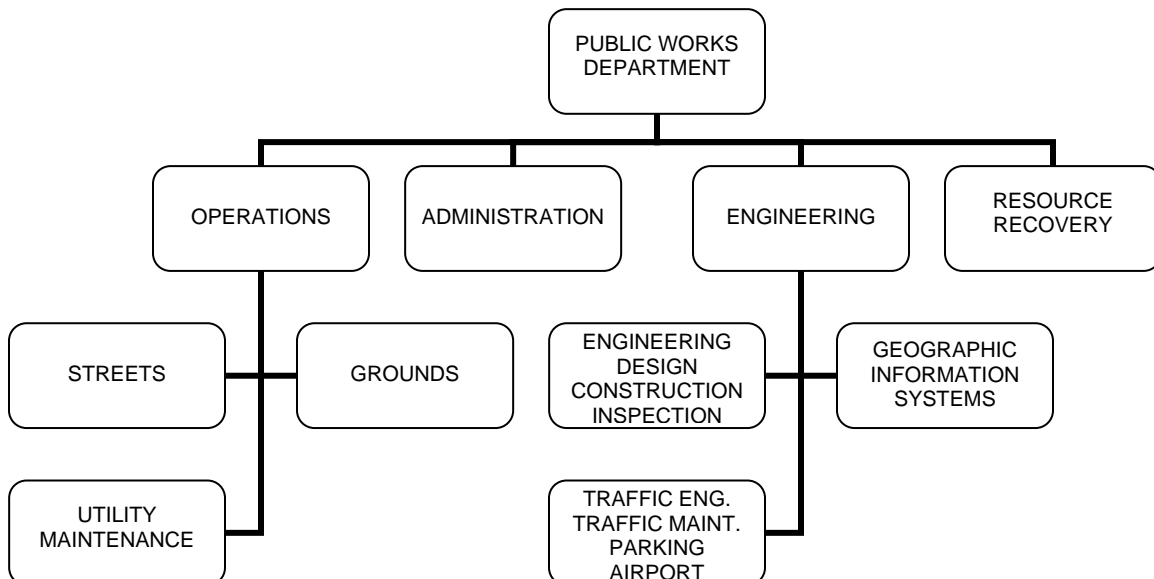 PUBLIC WORKS
DEPARTMENT
OPERATIONS
ADMINISTRATION
ENGINEERING
RESOURCE
RECOVERY
STREETS
GROUNDS
ENGINEERING
DESIGN
CONSTRUCTION
INSPECTION
GEOGRAPHIC
INFORMATION
SYSTEMS
UTILITY
MAINTENANCE
TRAFFIC ENG.
TRAFFIC MAINT.
PARKING
AIRPORT